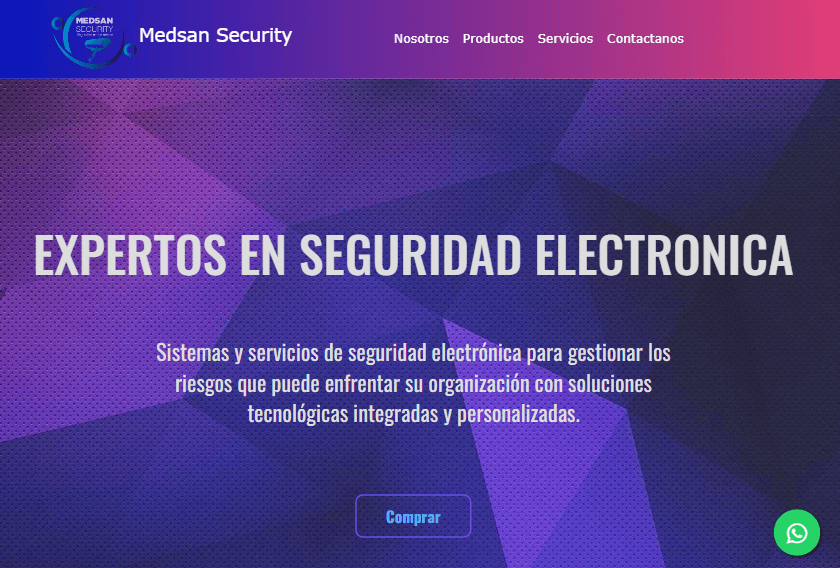 MEDSAN
SECURITY
Medsan Security
Nosotros Productos Servicios Contactanos
EXPERTOS EN SEGURIDAD ELECTRONICA
Sistemas y servicios de seguridad electrónica para gestionar los
riesgos que puede enfrentar su organización con soluciones
tecnológicas integradas y personalizadas.
Comprar